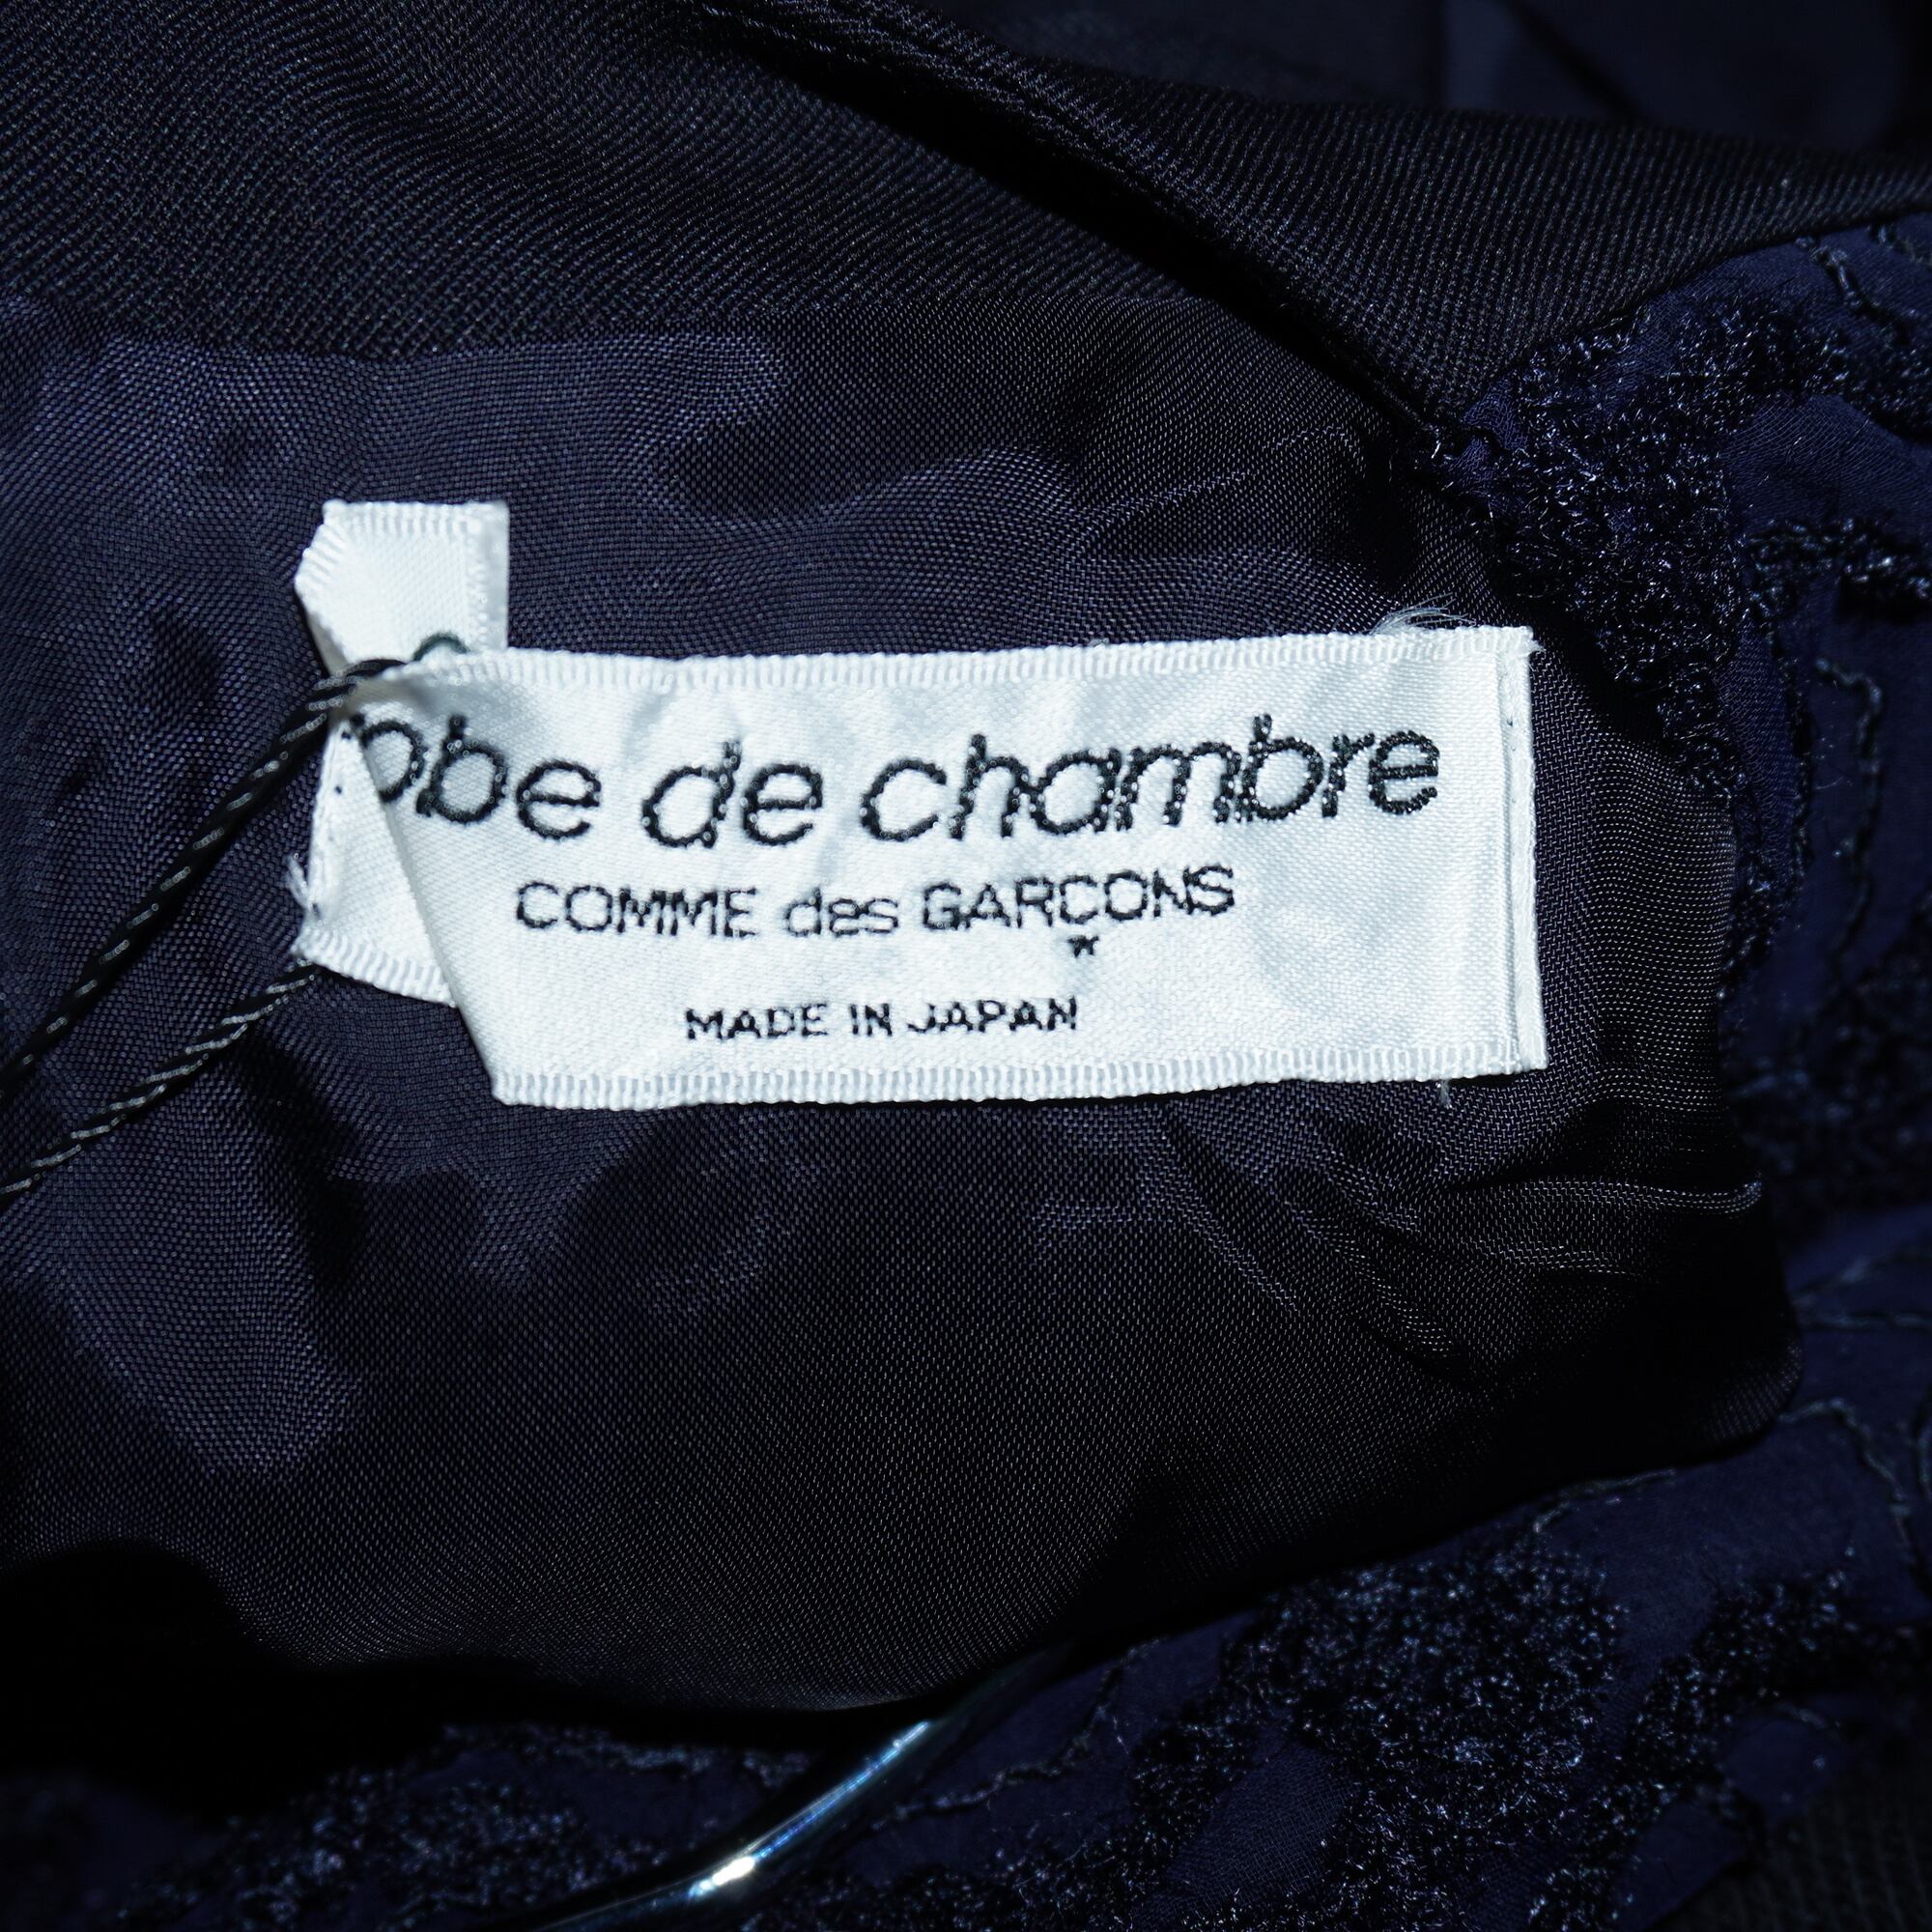 obe de chambre
COMME des GARÇONS
*
MADE IN JAPAN